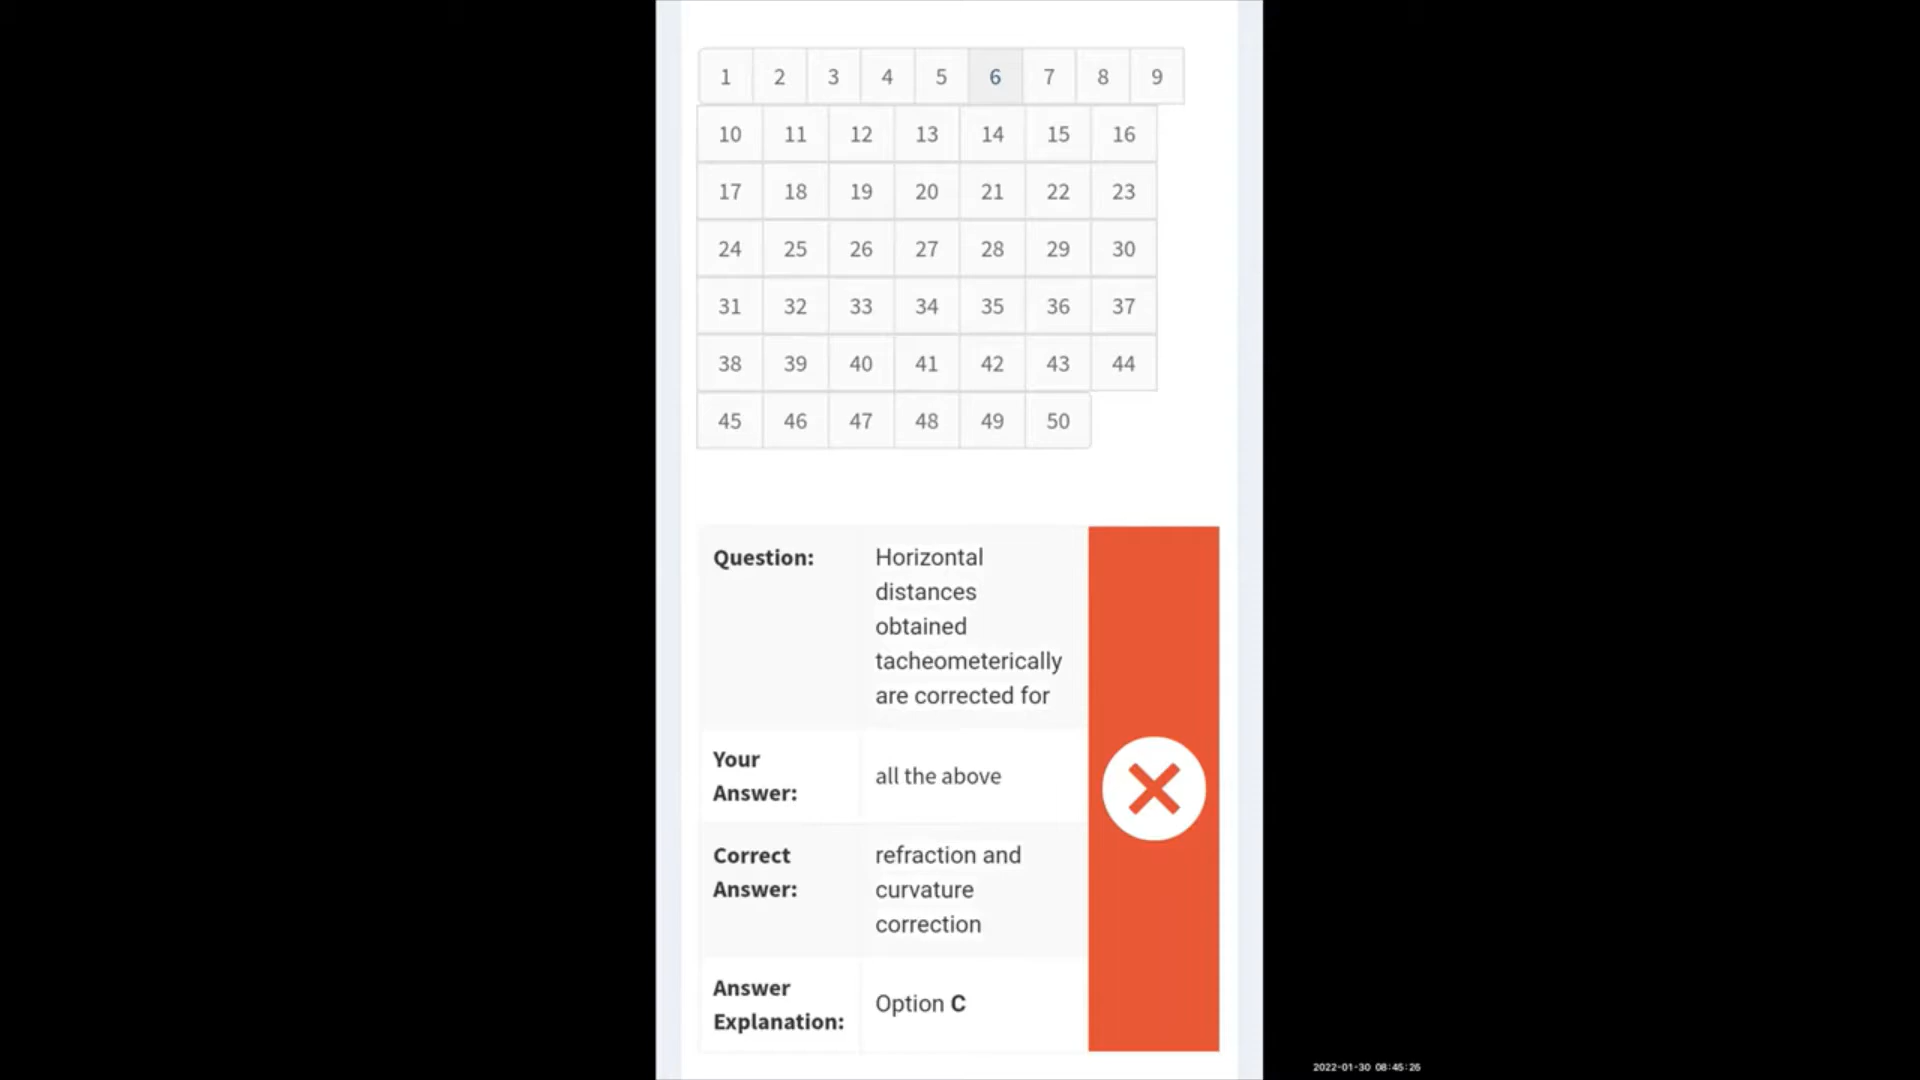 1 2 3 4 5 6 7 8 9
10 11 12 13 14 15 16
17 18 19 20 21 22 23
24 25 26 27 28 29 30
31 32 33 34 35 36 37
38 39 40 41 42 43 44
45 46 47 48 49 50
Question:
Horizontal
distances
obtained
tacheometerically
are corrected for
Your
Answer:
all the above
Correct
Answer:
refraction and
curvature
correction
Answer
Explanation:
Option C
2022-01-30 08:45:26